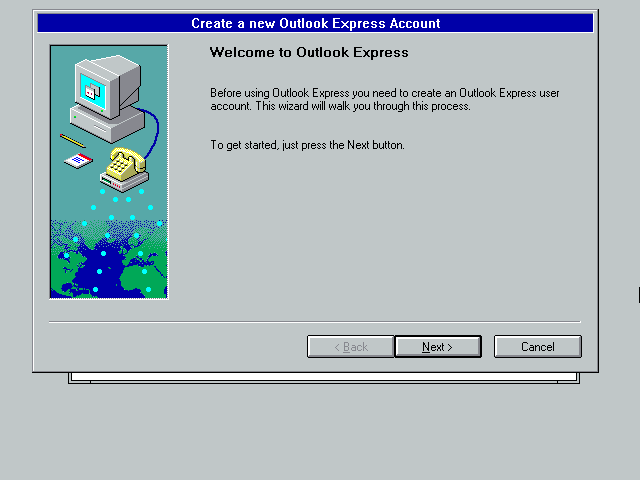 Create a new Outlook Express Account
Welcome to Outlook Express
Before using Outlook Express you need to create an Outlook Express user
account. This wizard will walk you through this process.
To get started, just press the Next button.
< Back
Next >
Cancel